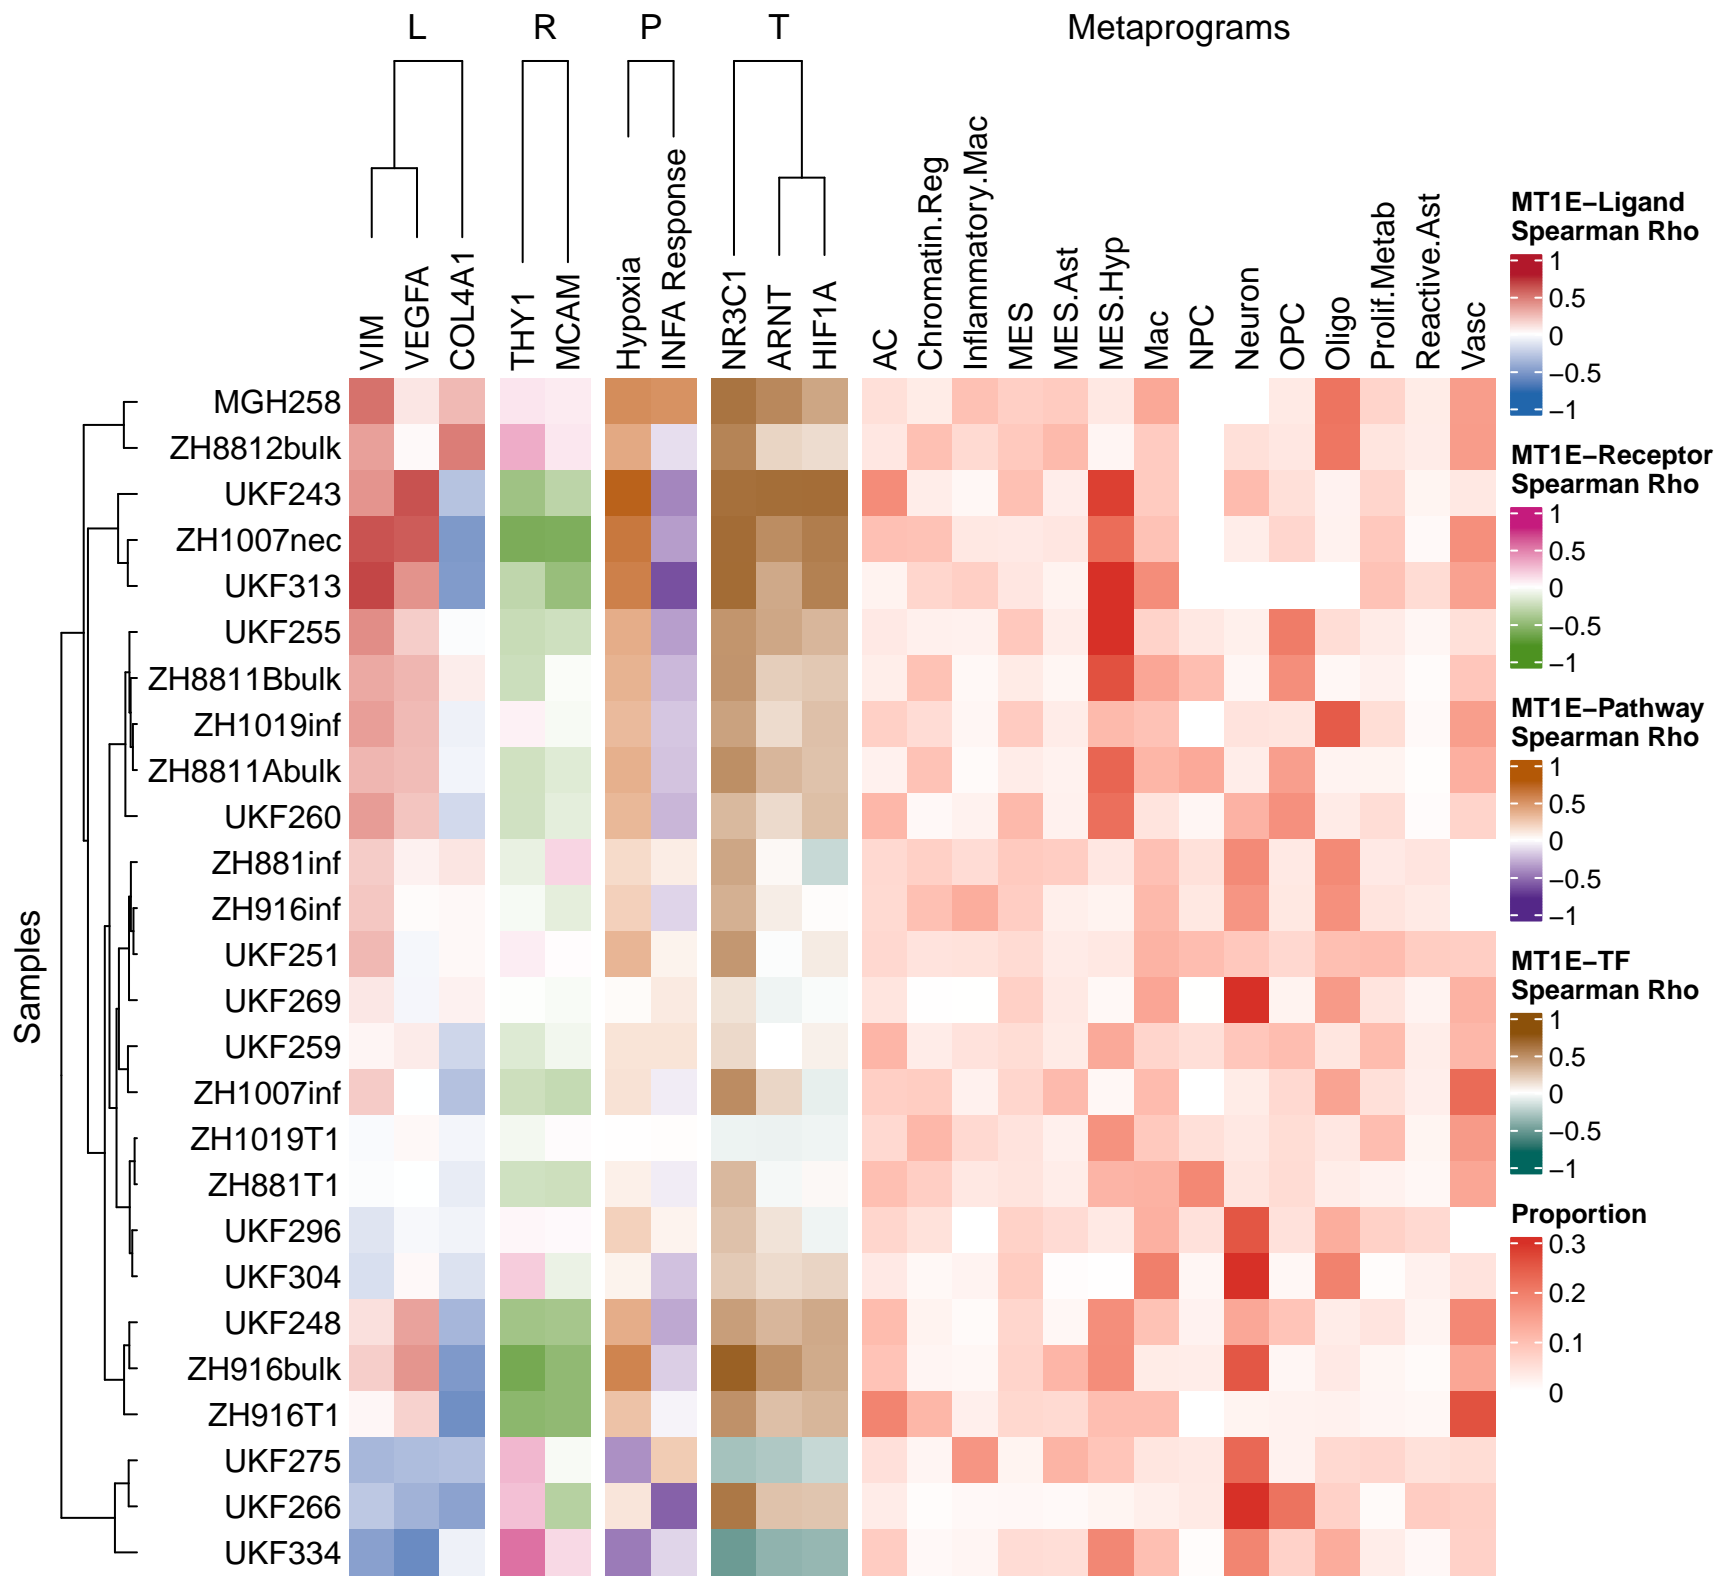 L R P T Metaprograms
VIM
VEGFA
COL4A1
THY1
MCAM
Hypoxia
INFA Response
NR3C1
ARNT
HIF1A
AC
Chromatin.Reg
Inflammatory.Mac
MES
MES.Ast
MES.Hyp
Mac
NPC
Neuron
OPC
Oligo
Prolif.Metab
Reactive.Ast
Vasc
Samples
MGH258
ZH8812bulk
UKF243
ZH1007nec
UKF313
UKF255
ZH8811Bbulk
ZH1019inf
ZH8811Abulk
UKF260
ZH881inf
ZH916inf
UKF251
UKF269
UKF259
ZH1007inf
ZH1019T1
ZH881T1
UKF296
UKF304
UKF248
ZH916bulk
ZH916T1
UKF275
UKF266
UKF334
MT1E−Ligand
Spearman Rho
1
0.5
0
−0.5
−1
MT1E−Receptor
Spearman Rho
1
0.5
0
−0.5
−1
MT1E−Pathway
Spearman Rho
1
0.5
0
−0.5
−1
MT1E−TF
Spearman Rho
1
0.5
0
−0.5
−1
Proportion
0.3
0.2
0.1
0